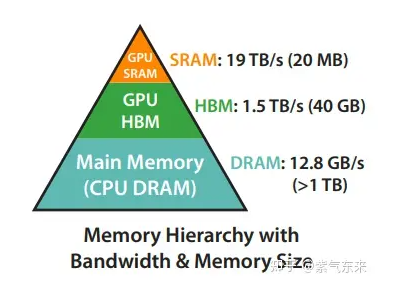 GPU
SRAM
SRAM: 19 TB/s (20 MB)
GPU
HBM
HBM: 1.5 TB/s (40 GB)
Main Memory
(CPU DRAM)
DRAM: 12.8 GB/s
(>1 TB)
Memory Hierarchy with
Bandwidth & Memory Size
知乎 @紫气东来